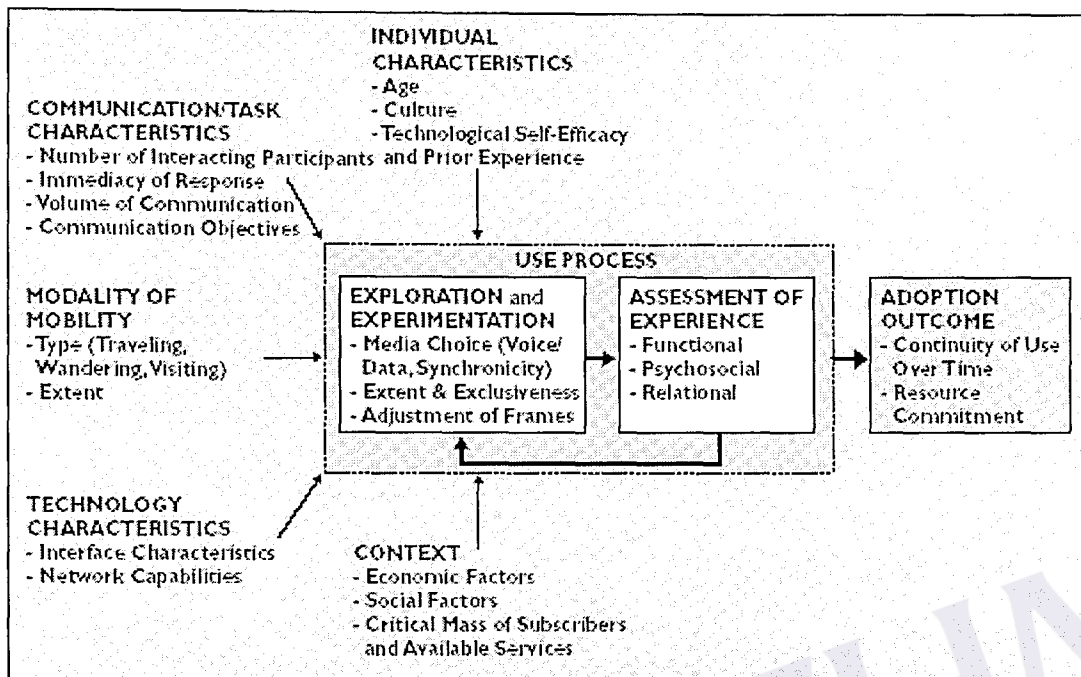 INDIVIDUAL
CHARACTERISTICS
- Age
- Culture
- Technological Self-Efficacy
and Prior Experience
COMMUNICATION/TASK
CHARACTERISTICS
- Number of Interacting Participants
- Immediacy of Response
- Volume of Communication
- Communication Objectives
MODALITY OF
MOBILITY
- Type (Traveling,
Wandering, Visiting)
- Extent
TECHNOLOGY
CHARACTERISTICS
- Interface Characteristics
- Network Capabilities
USE PROCESS
EXPLORATION and
EXPERIMENTATION
- Media Choice (Voice/
Data, Synchronicity)
- Extent & Exclusiveness
- Adjustment of Frames
ASSESSMENT OF
EXPERIENCE
- Functional
- Psychosocial
- Relational
ADOPTION
OUTCOME
- Continuity of Use
Over Time
- Resource
Commitment
CONTEXT
- Economic Factors
- Social Factors
- Critical Mass of Subscribers
and Available Services